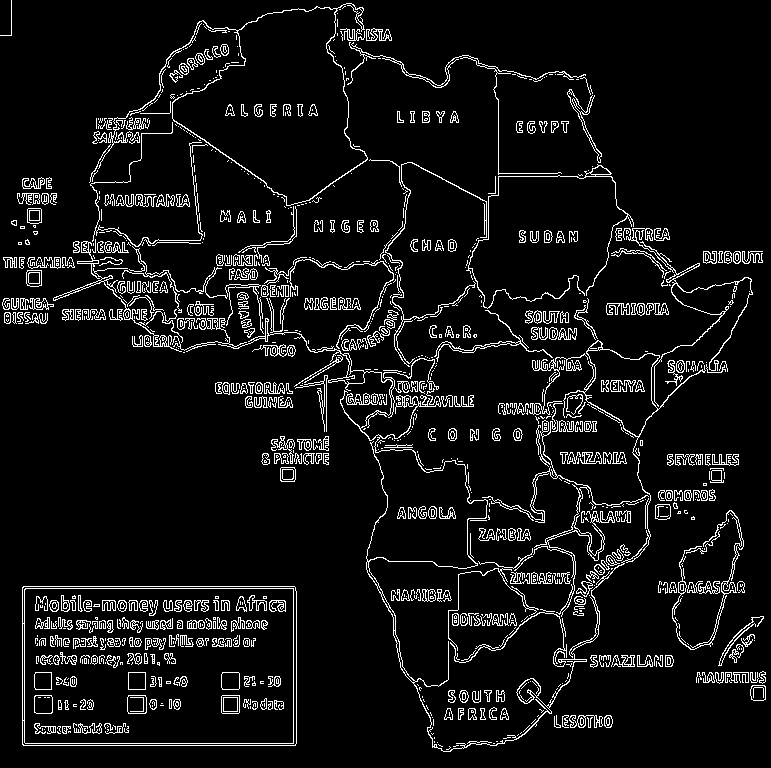 TUNISIA
MOROCCO
ALGERIA
LIBYA
EGYPT
WESTERN
SAHARA
CAPE
VERDE
MAURITANIA
MALI
NIGER
CHAD
SUDAN
ERITREA
SENEGAL
THE GAMBIA
BURKINA
FASO
DJIBOUTI
GUINEA
BENIN
NIGERIA
ETHIOPIA
GUINEA-
BISSAU
SIERRA LEONE
CÔTE
D'IVOIRE
GHANA
CAMEROON
C.A.R.
SOUTH
SUDAN
LIBERIA
TOGO
UGANDA
SOMALIA
EQUATORIAL
GUINEA
GABON
CONGO-
BRAZZAVILLE
KENYA
RWANDA
BURUNDI
CONGO
SÃO TOMÉ
& PRÍNCIPE
TANZANIA
SEYCHELLES
COMOROS
ANGOLA
MALAWI
ZAMBIA
MOZAMBIQUE
ZIMBABWE
MADAGASCAR
NAMIBIA
BOTSWANA
Mobile-money users in Africa
Adults saying they used a mobile phone
in the past year to pay bills or send or
receive money, 2011, %
>40
31-40
21-30
11-20
0-10
No data
Source: World Bank
SWAZILAND
MAURITIUS
SOUTH
AFRICA
LESOTHO